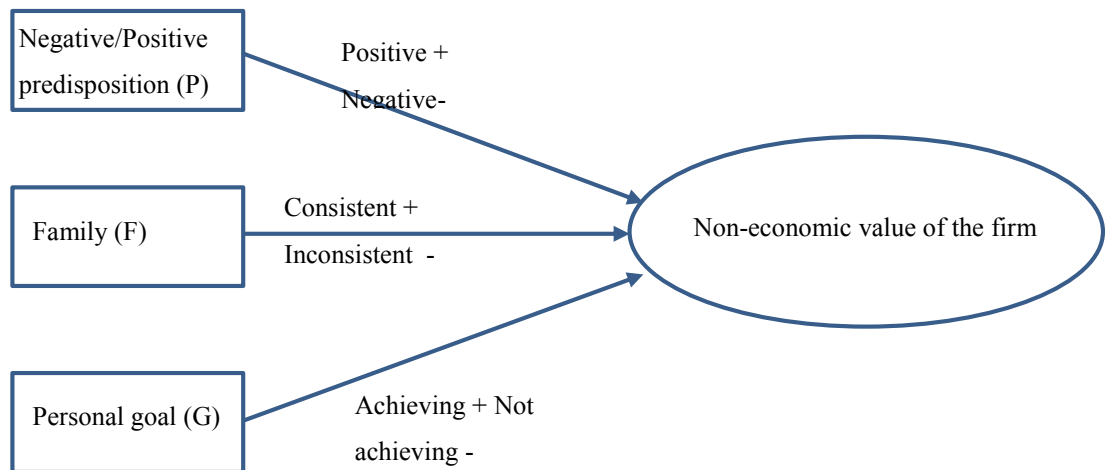 Negative/Positive
predisposition (P)
Positive +
Negative-
Family (F)
Consistent +
Inconsistent -
Non-economic value of the firm
Personal goal (G)
Achieving + Not
achieving -